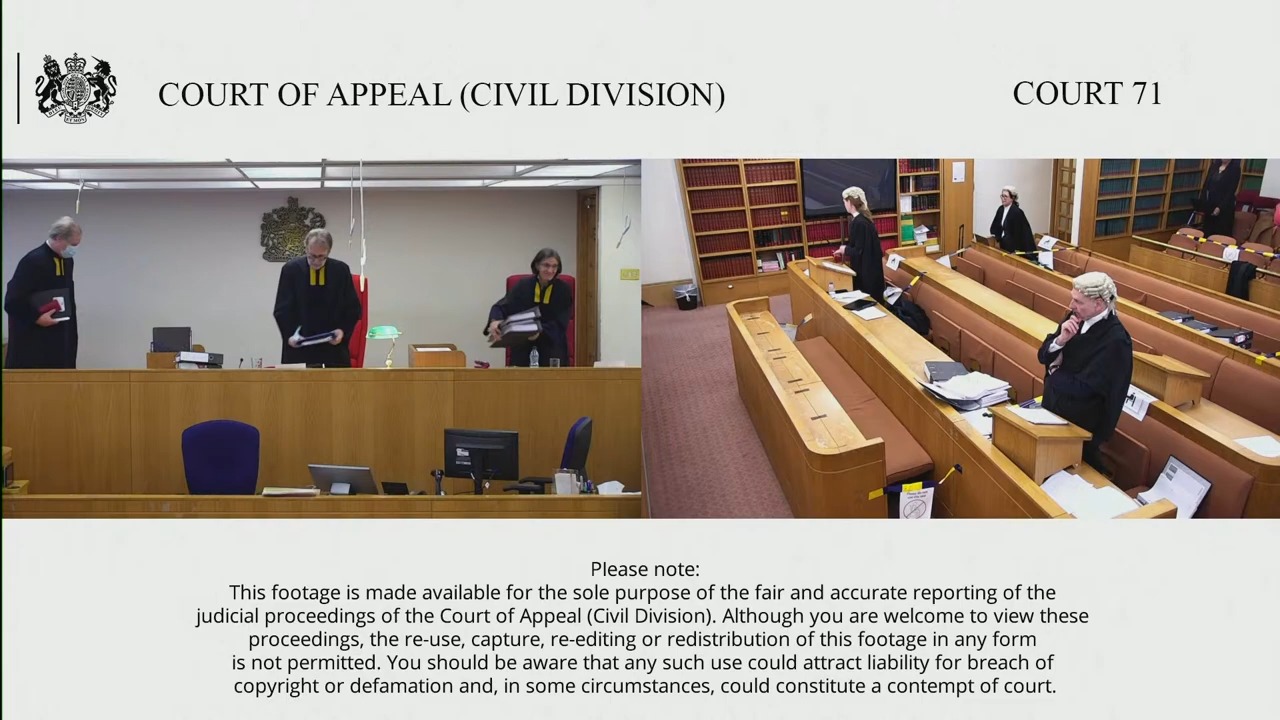 COURT OF APPEAL (CIVIL DIVISION)
COURT 71
Please note:
This footage is made available for the sole purpose of the fair and accurate reporting of the
judicial proceedings of the Court of Appeal (Civil Division). Although you are welcome to view these
proceedings, the re-use, capture, re-editing or redistribution of this footage in any form
is not permitted. You should be aware that any such use could attract liability for breach of
copyright or defamation and, in some circumstances, could constitute a contempt of court.